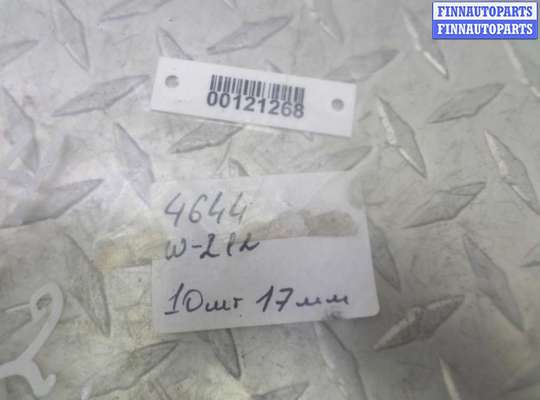 FINNAUTOPARTS
FINNAUTOPARTS
00121268
4644
W-212
10шт 17мм